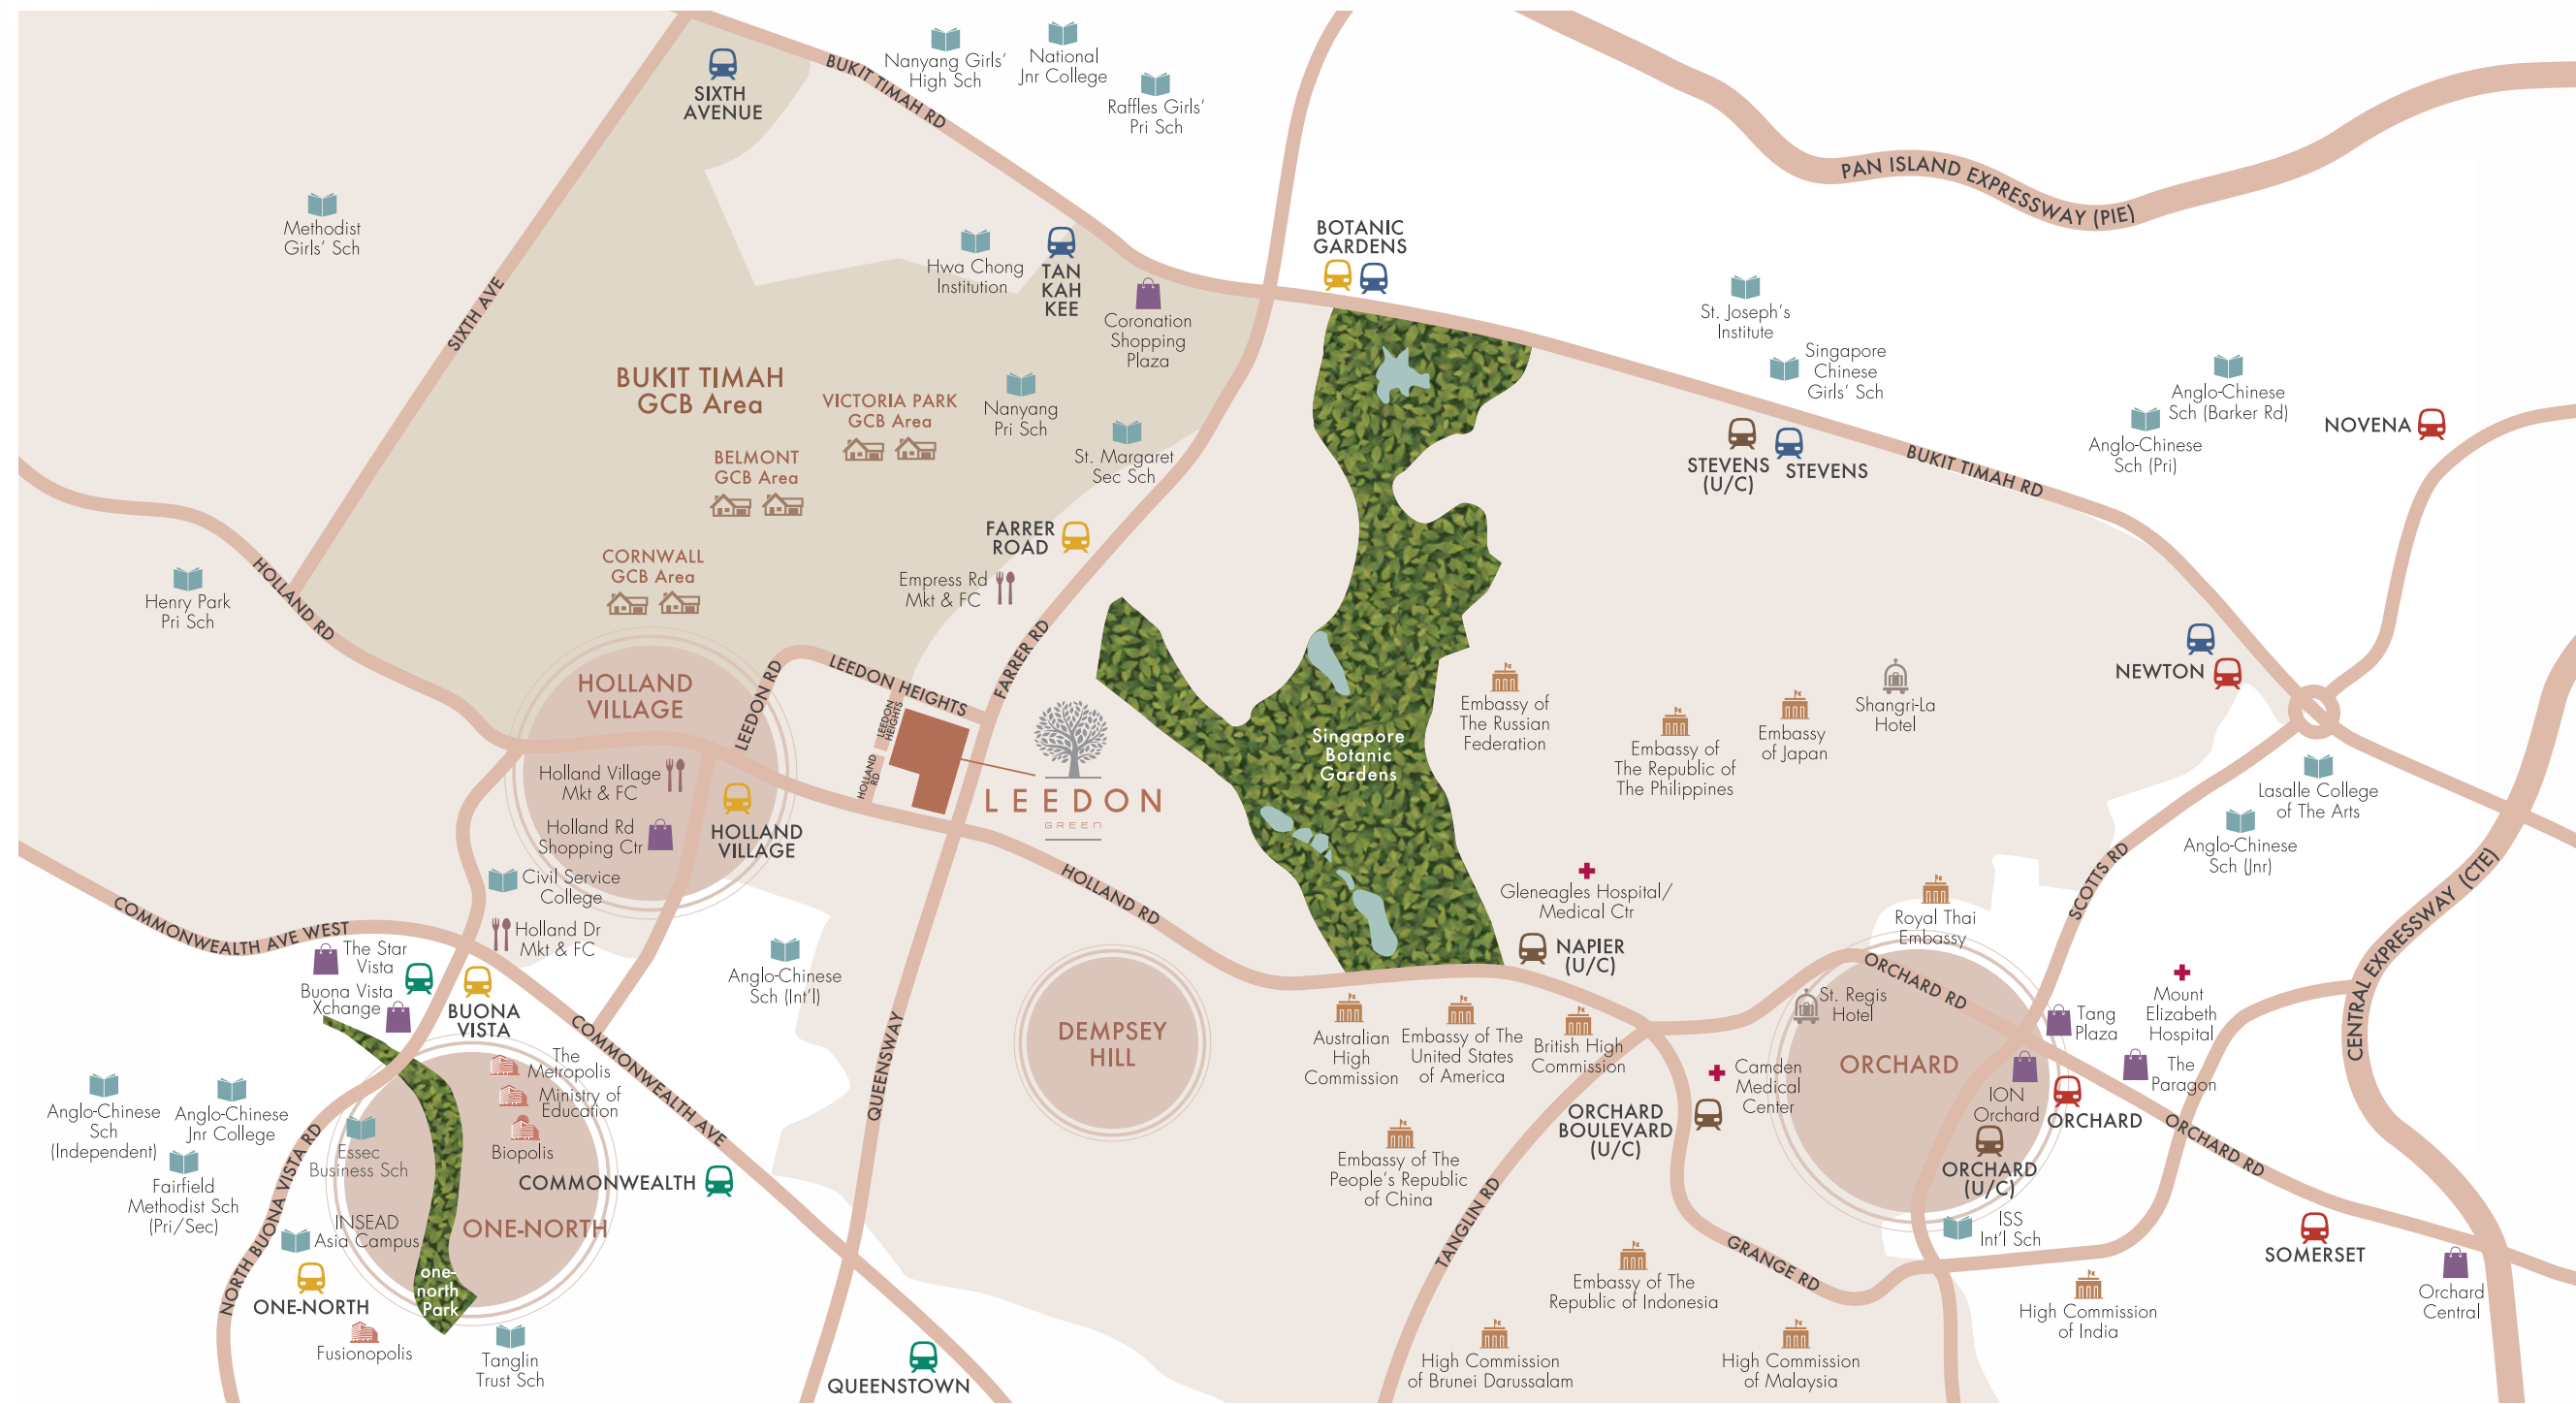 SIXTH
AVENUE
BUKIT TIMAH RD
Nanyang Girls'
High Sch
National
Jnr College
Raffles Girls'
Pri Sch
PAN ISLAND EXPRESSWAY (PIE)
Methodist
Girls' Sch
SIXTH AVE
Hwa Chong
Institution
TAN
KAH
KEE
Coronation
Shopping
Plaza
BOTANIC
GARDENS
St. Joseph's
Institute
Singapore
Chinese
Girls' Sch
Anglo-Chinese
Sch (Barker Rd)
Anglo-Chinese
Sch (Pri)
NOVENA
BUKIT TIMAH
GCB Area
VICTORIA PARK
GCB Area
Nanyang
Pri Sch
BELMONT
GCB Area
St. Margaret
Sec Sch
STEVENS
(U/C)
STEVENS
BUKIT TIMAH RD
FARRER
ROAD
CORNWALL
GCB Area
Empress Rd
Mkt & FC
Henry Park
Pri Sch
HOLLAND RD
FARRER RD
LEEDON HEIGHTS
LEEDON RD
LEEDON
HEIGHTS
HOLLAND
RD
HOLLAND
VILLAGE
LEEDON
GREEN
Singapore
Botanic
Gardens
Embassy of
The Russian
Federation
Embassy of
The Republic of
The Philippines
Embassy
of Japan
Shangri-La
Hotel
NEWTON
Holland Village
Mkt & FC
Holland Rd
Shopping Ctr
HOLLAND
VILLAGE
Civil Service
College
Holland Dr
Mkt & FC
Lasalle College
of The Arts
Anglo-Chinese
Sch (Jnr)
HOLLAND RD
Gleneagles Hospital/
Medical Ctr
NAPIER
(U/C)
Royal Thai
Embassy
SCOTTS RD
CENTRAL EXPRESSWAY (CTE)
COMMONWEALTH AVE WEST
The Star
Vista
Buona Vista
Xchange
BUONA
VISTA
Anglo-Chinese
Sch (Int'l)
COMMONWEALTH AVE
QUEENSWAY
DEMPSEY
HILL
Australian
High
Commission
Embassy of The
United States
of America
British High
Commission
ORCHARD RD
St. Regis
Hotel
ORCHARD
Tang
Plaza
Mount
Elizabeth
Hospital
The
Paragon
ION
Orchard
ORCHARD
ORCHARD
(U/C)
ORCHARD RD
Camden
Medical
Center
ORCHARD
BOULEVARD
(U/C)
Embassy of The
People's Republic
of China
The
Metropolis
Ministry of
Education
Biopolis
COMMONWEALTH
Anglo-Chinese
Sch
(Independent)
Anglo-Chinese
Jnr College
Fairfield
Methodist Sch
(Pri/Sec)
NORTH BUONA VISTA RD
Essec
Business Sch
INSEAD
Asia Campus
ONE-NORTH
one-
north
Park
ONE-NORTH
Fusionopolis
Tanglin
Trust Sch
QUEENSTOWN
TANGLIN RD
GRANGE RD
ISS
Int'l Sch
SOMERSET
Orchard
Central
Embassy of The
Republic of Indonesia
High Commission
of India
High Commission
of Brunei Darussalam
High Commission
of Malaysia